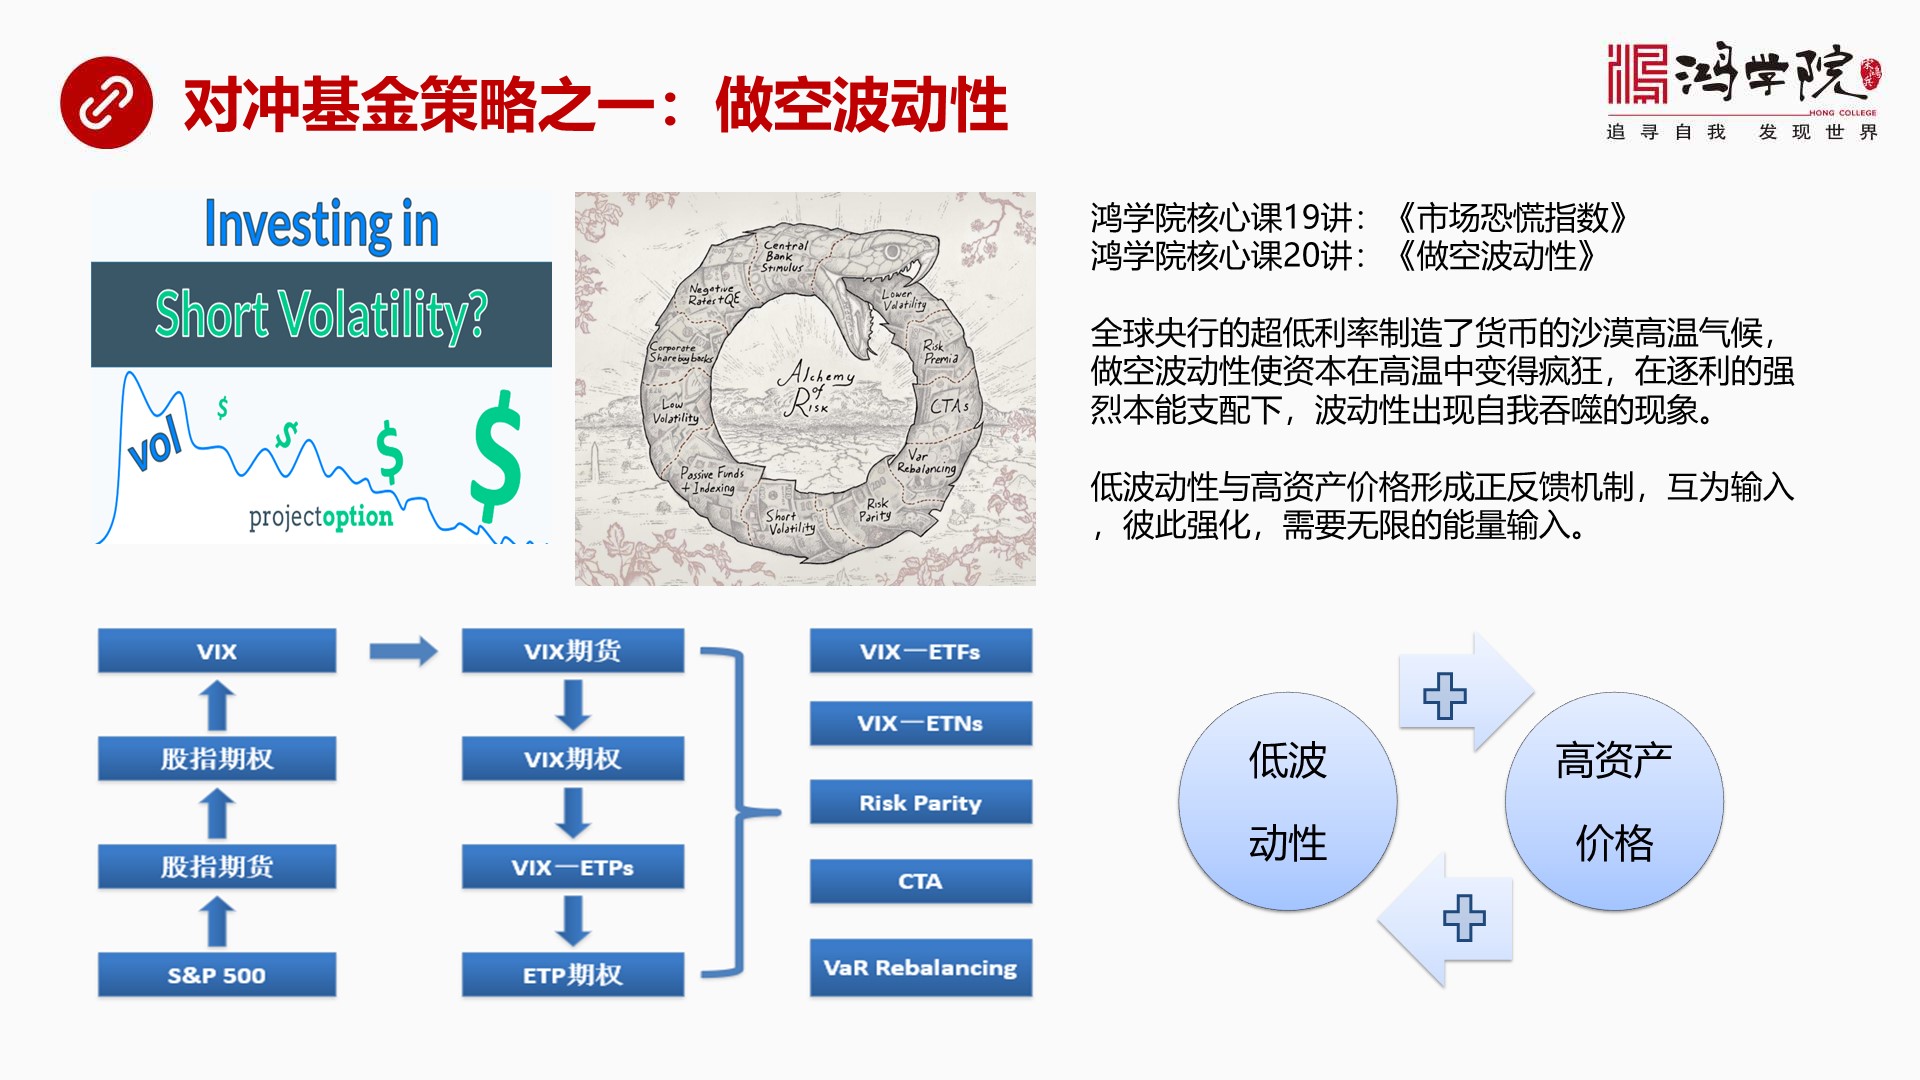 对冲基金策略之一：做空波动性
鸿学院
HONG COLLEGE
追寻自我 发现世界
Investing in
Short Volatility?
vol
$
$
$
$
projectoption
Central
Bank
Stimulus
Negative
Rates+QE
Corporate
Sharebuybacks
Low
Volatility
Passive Funds
+ Indexing
Short
Volatility
Risk
Parity
Var
Rebalancing
CTAs
Risk
Premia
Lower
Volatility
Alchemy
of
Risk
鸿学院核心课19讲：《市场恐慌指数》
鸿学院核心课20讲：《做空波动性》
全球央行的超低利率制造了货币的沙漠高温气候，
做空波动性使资本在高温中变得疯狂，在逐利的强
烈本能支配下，波动性出现自我吞噬的现象。
低波动性与高资产价格形成正反馈机制，互为输入
，彼此强化，需要无限的能量输入。
VIX
股指期权
股指期货
S&P 500
VIX期货
VIX期权
VIX—ETPs
ETP期权
VIX—ETFs
VIX—ETNs
Risk Parity
CTA
VaR Rebalancing
低波
动性
高资产
价格